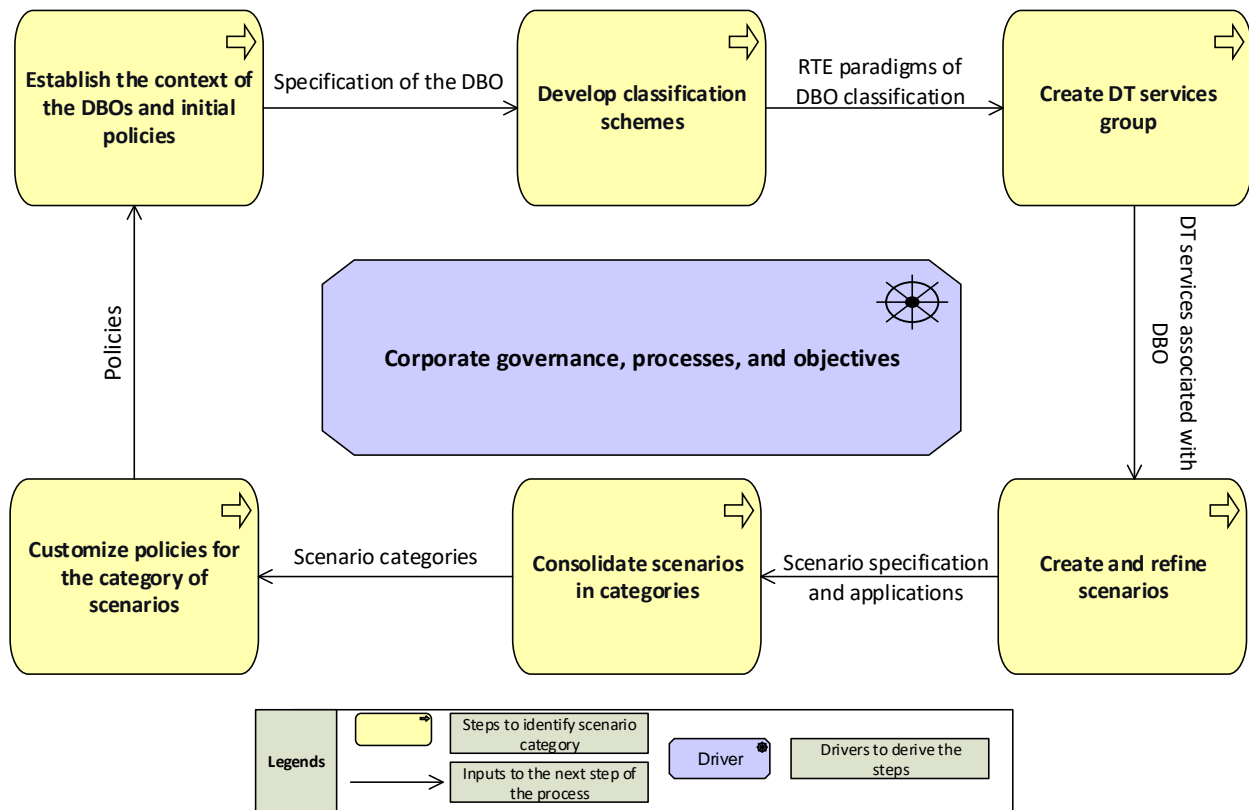 Establish the context of
the DBOs and initial
policies
Specification of the DBO
Develop classification
schemes
RTE paradigms of
DBO classification
Create DT services
group
DT services associated with
DBO
Corporate governance, processes, and objectives
Policies
Customize policies for
the category of
scenarios
Scenario categories
Consolidate scenarios
in categories
Scenario specification
and applications
Create and refine
scenarios
Legends
Steps to identify scenario
category
Inputs to the next step of
the process
Driver
Drivers to derive the
steps